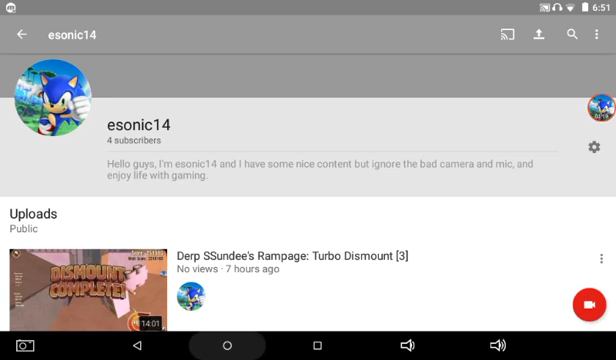 6:51
esonic14
esonic14
4 subscribers
Hello guys, I'm esonic14 and I have some nice content but ignore the bad camera and mic, and
enjoy life with gaming.
Uploads
Public
Derp SSundee's Rampage: Turbo Dismount [3]
No views · 7 hours ago
DISMOUNT
COMPLETE!
14:01